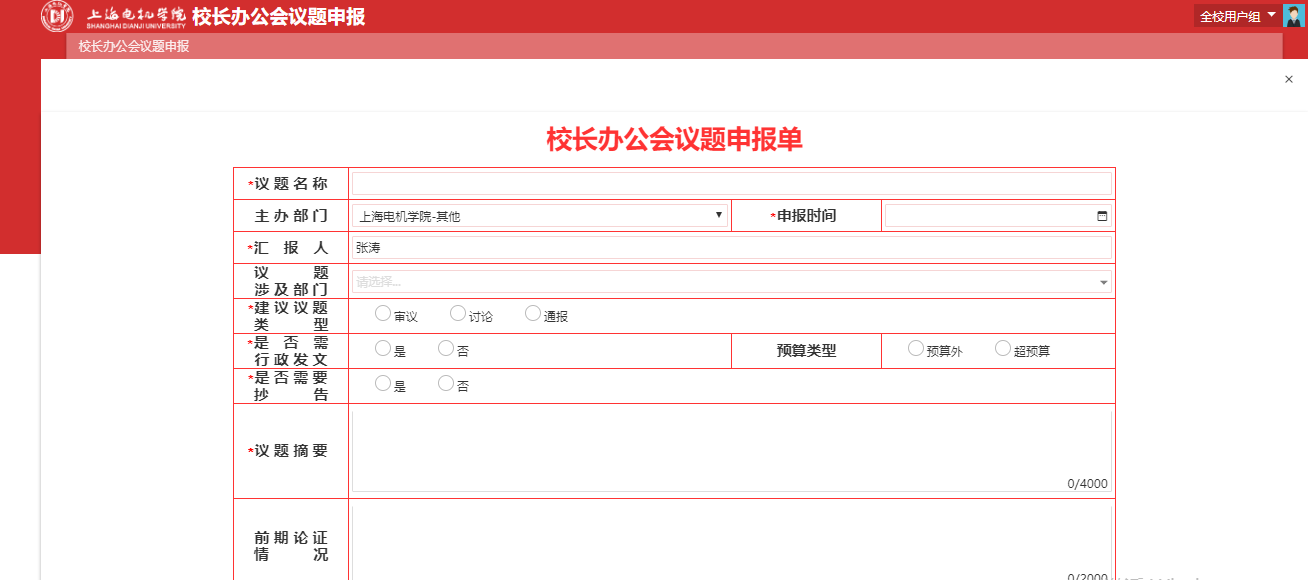 上海电机学院 校长办公会议题申报
SHANGHAI DIANJI UNIVERSITY
全校用户组
校长办公会议题申报
×
校长办公会议题申报单
*议题名称
主办部门 上海电机学院-其他 *申报时间
*汇报人 张涛
议题
涉及部门 请选择...
*建议议题
类型 审议 讨论 通报
*是否需
行政发文 是 否 预算类型 预算外 超预算
*是否需要
抄告 是 否
*议题摘要
0/4000
前期论证
情况
0/2000